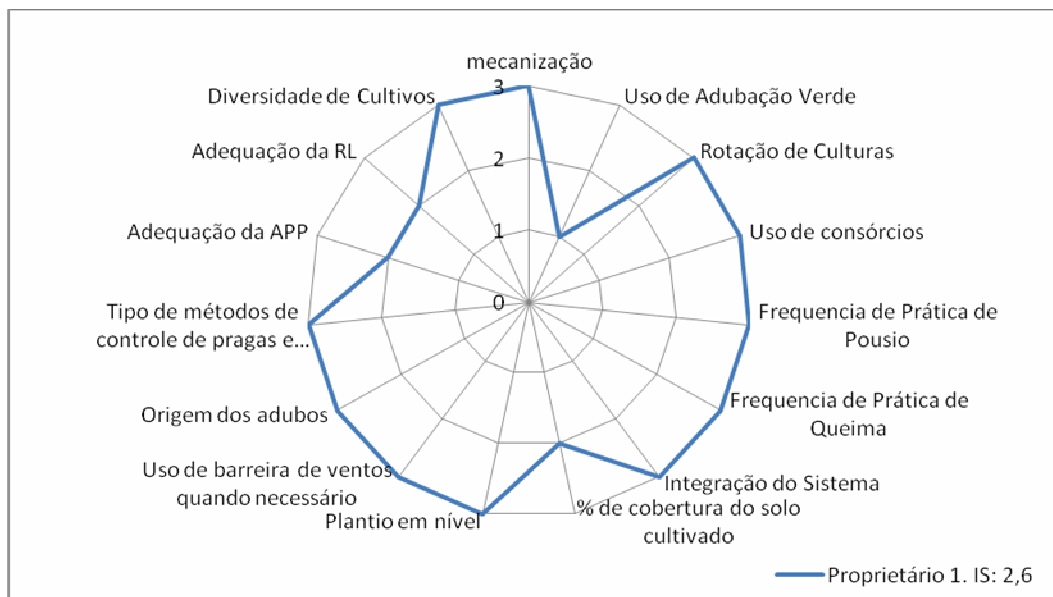 mecanização
3
2
1
0
Uso de Adubação Verde
Rotação de Culturas
Uso de consórcios
Frequencia de Prática de
Pousio
Frequencia de Prática de
Queima
Integração do Sistema
% de cobertura do solo
cultivado
Plantio em nível
Uso de barreira de ventos
quando necessário
Origem dos adubos
Tipo de métodos de
controle de pragas e...
Adequação da APP
Adequação da RL
Diversidade de Cultivos
Proprietário 1. IS: 2,6